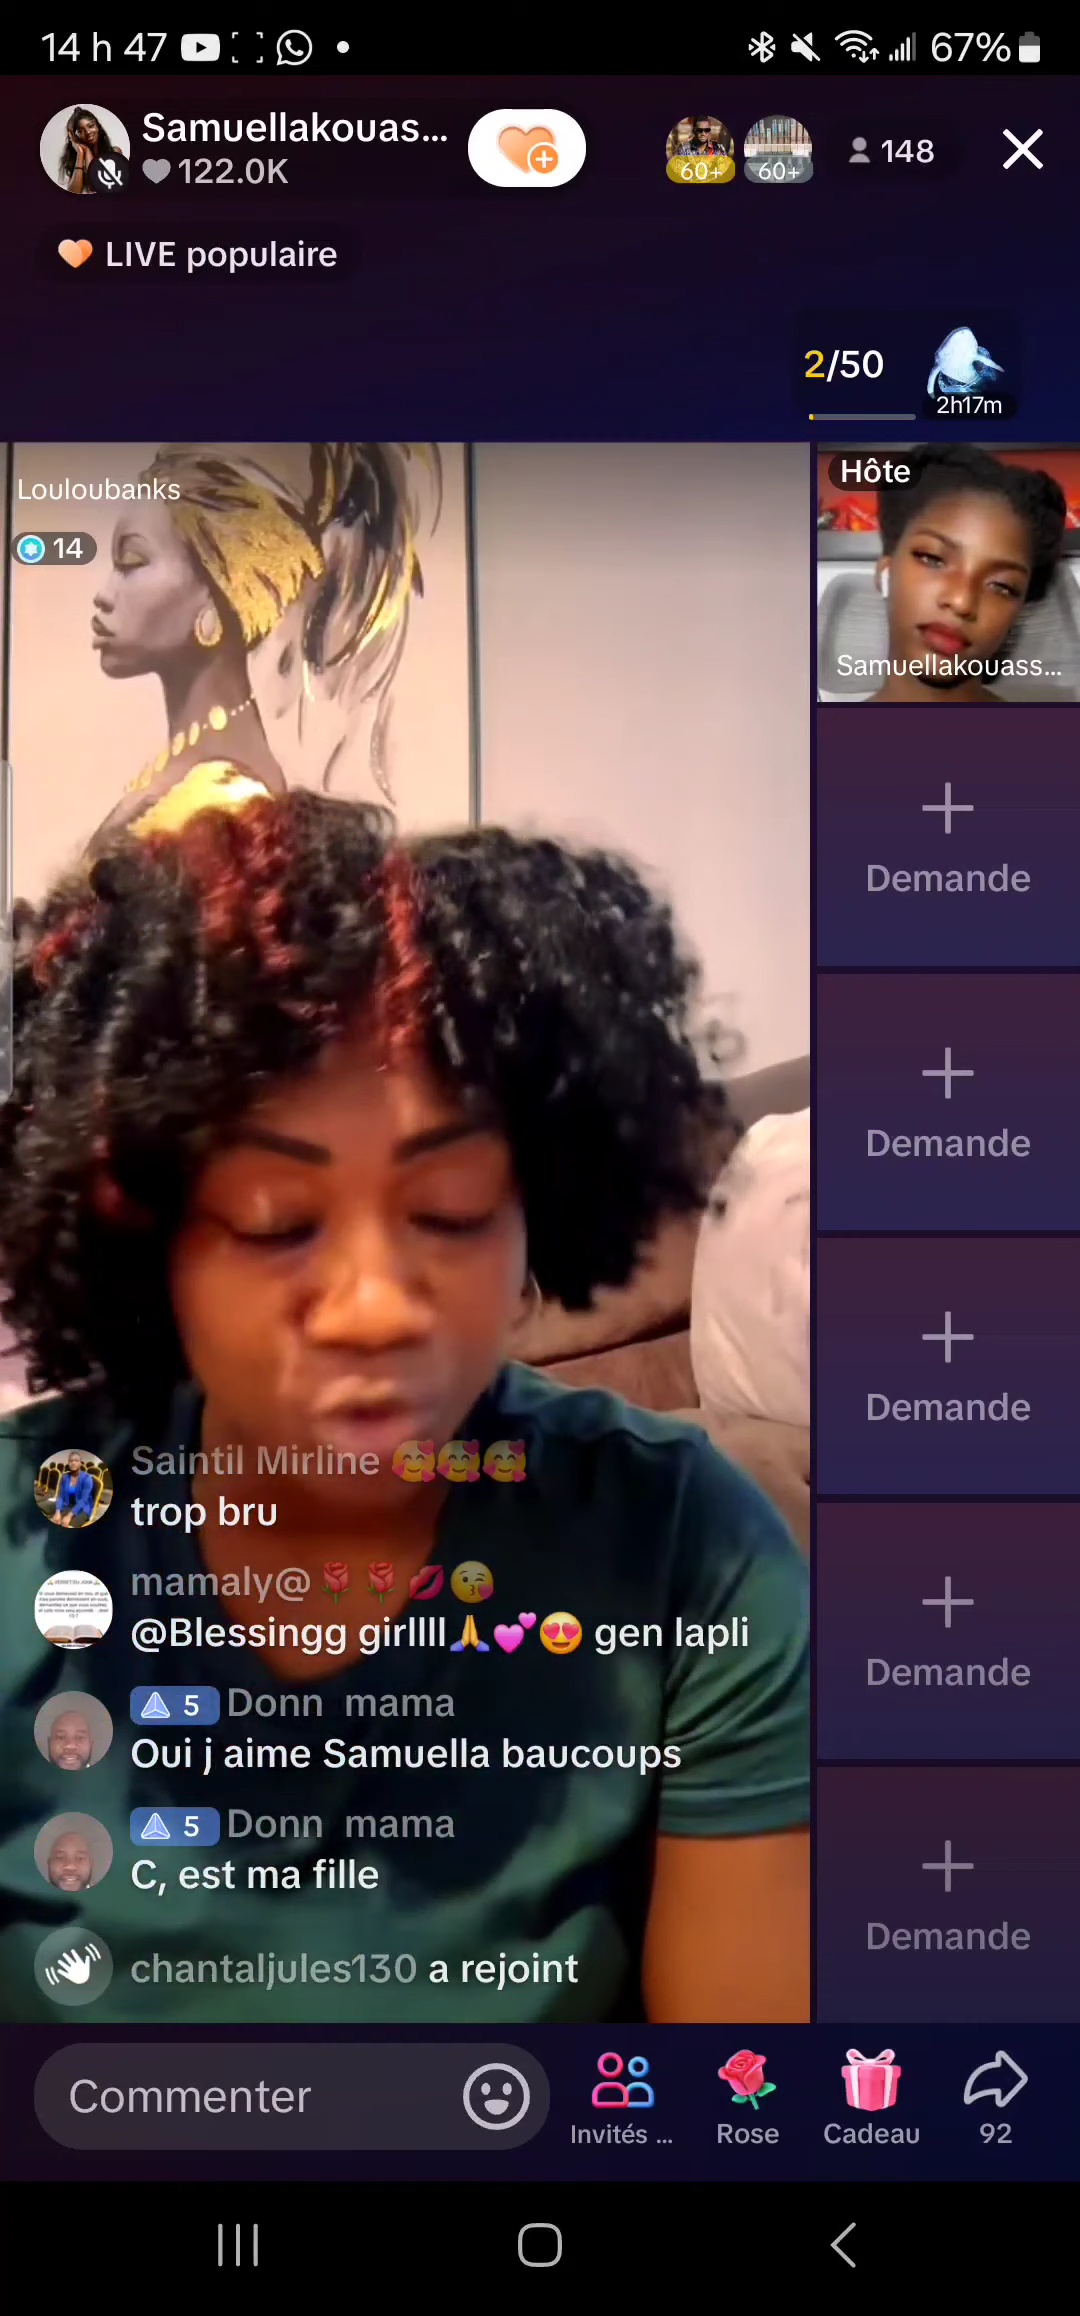 14 h 47
67%
Samuellakouas...
122.0K
60+
60+
148
LIVE populaire
2/50
2h17m
Louloubanks
14
Hôte
Samuellakouass...
Demande
Demande
Demande
Demande
Demande
Saintil Mirline 🥰🥰🥰
trop bru
mamaly@🌹🌹💋😘
@Blessingg girllll🙏💕😍 gen lapli
5 Donn mama
Oui j aime Samuella baucoups
5 Donn mama
C, est ma fille
chantaljules130 a rejoint
Commenter
Invités ...
Rose
Cadeau
92